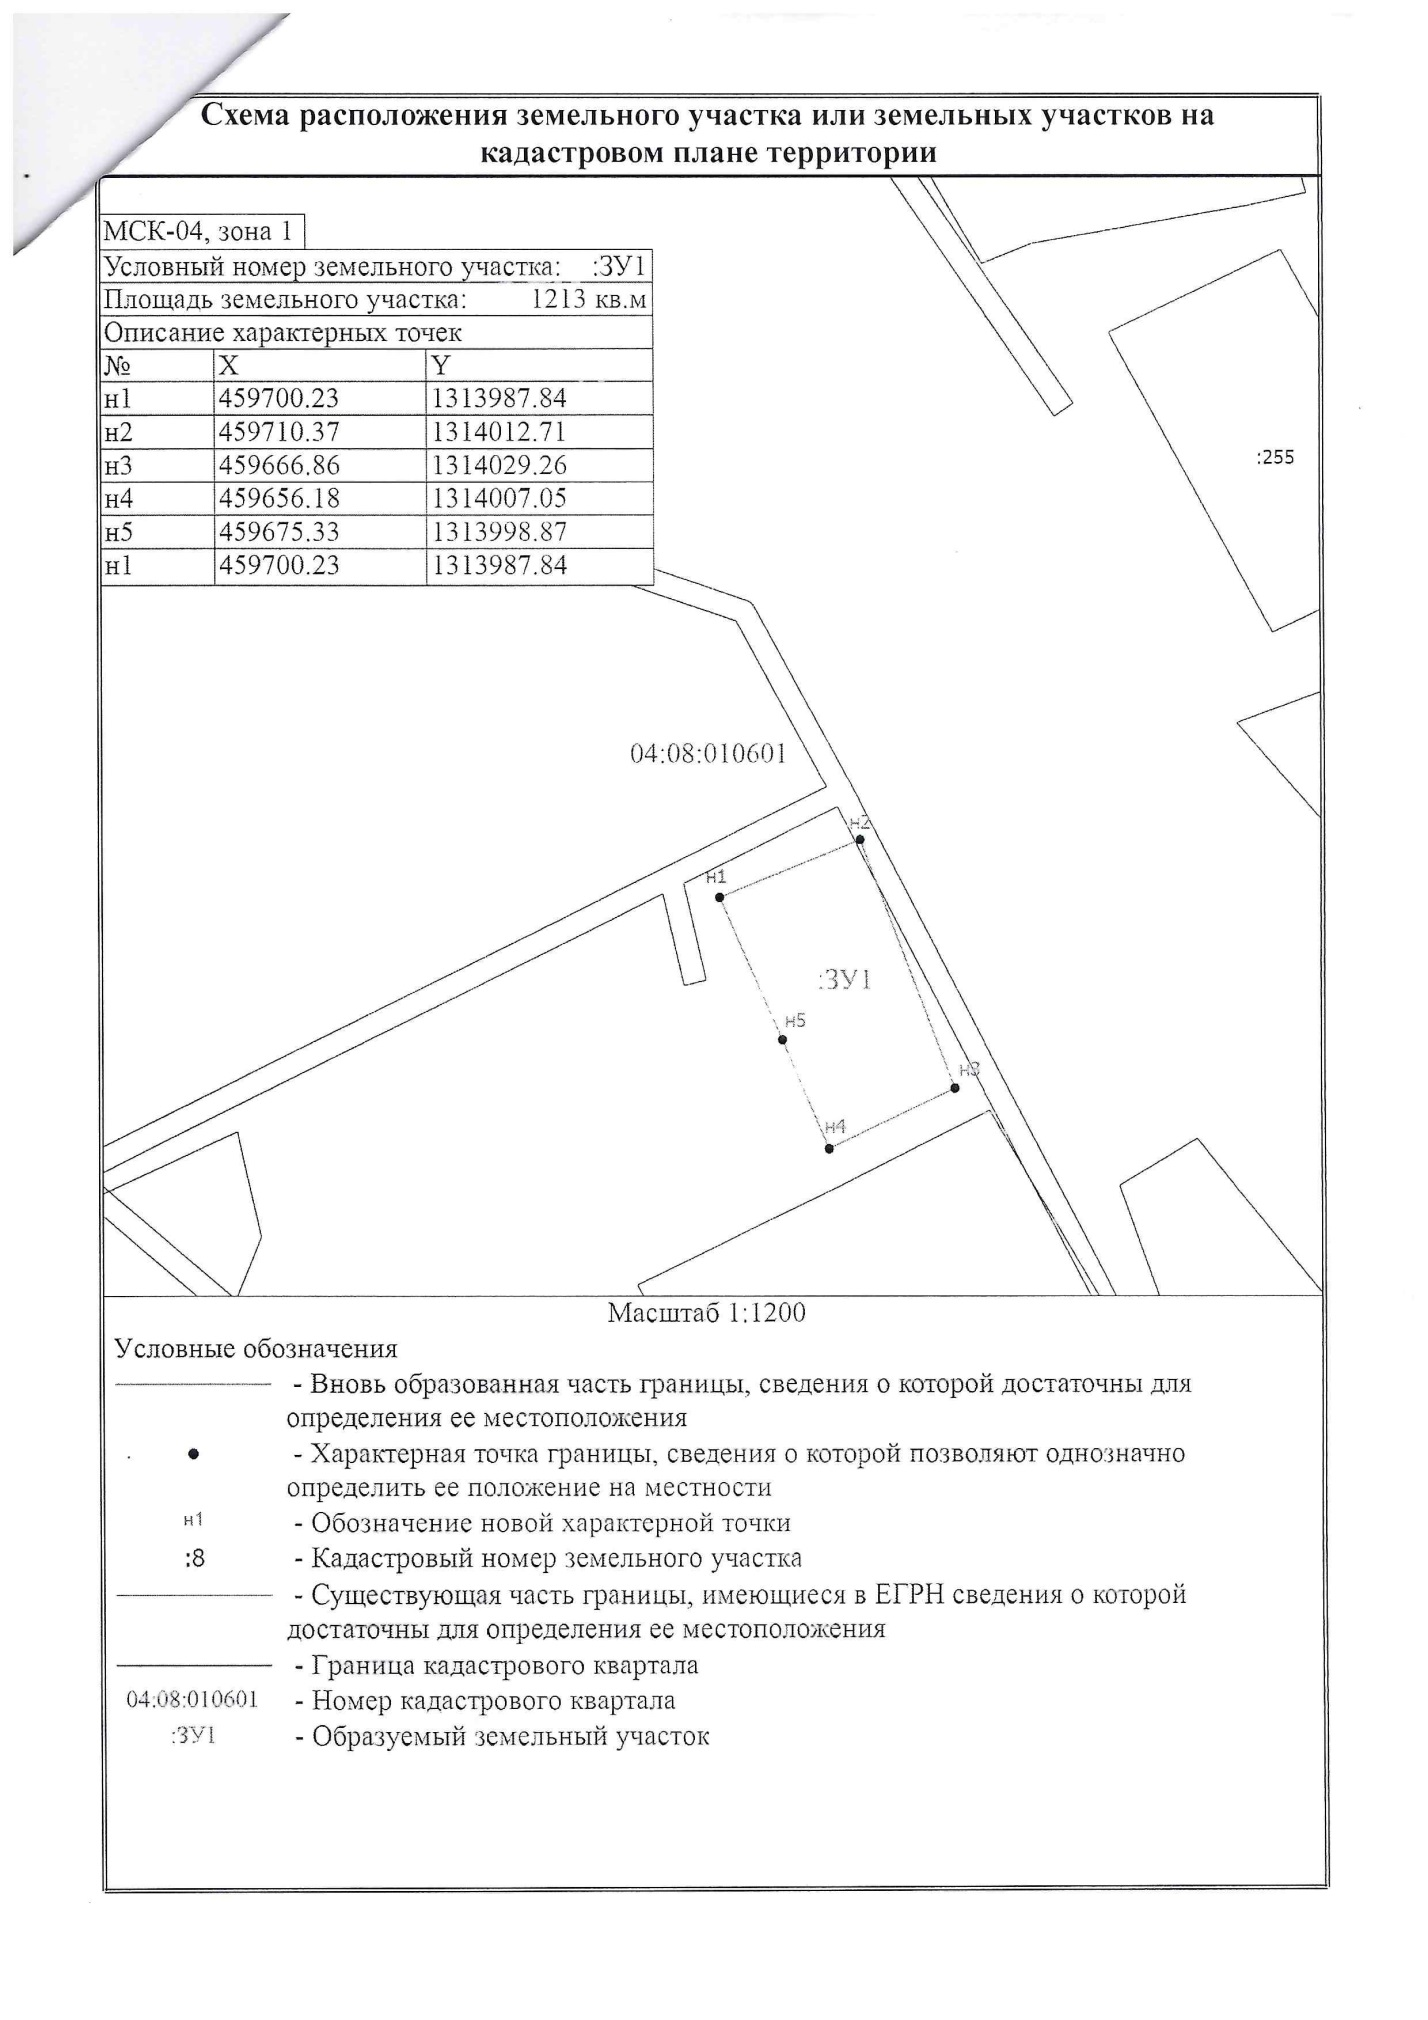 Схема расположения земельного участка или земельных участков на
кадастровом плане территории
МСК-04, зона 1
Условный номер земельного участка: :ЗУ1
Площадь земельного участка: 1213 кв.м
Описание характерных точек
№ X Y
н1 459700.23 1313987.84
н2 459710.37 1314012.71
н3 459666.86 1314029.26
н4 459656.18 1314007.05
н5 459675.33 1313998.87
н1 459700.23 1313987.84
:255
04:08:010601
н2
н1
:ЗУ1
н5
н3
н4
Масштаб 1:1200
Условные обозначения
- Вновь образованная часть границы, сведения о которой достаточны для
определения ее местоположения
- Характерная точка границы, сведения о которой позволяют однозначно
определить ее положение на местности
н1 - Обозначение новой характерной точки
:8 - Кадастровый номер земельного участка
- Существующая часть границы, имеющиеся в ЕГРН сведения о которой
достаточны для определения ее местоположения
- Граница кадастрового квартала
04:08:010601 - Номер кадастрового квартала
:ЗУ1 - Образуемый земельный участок